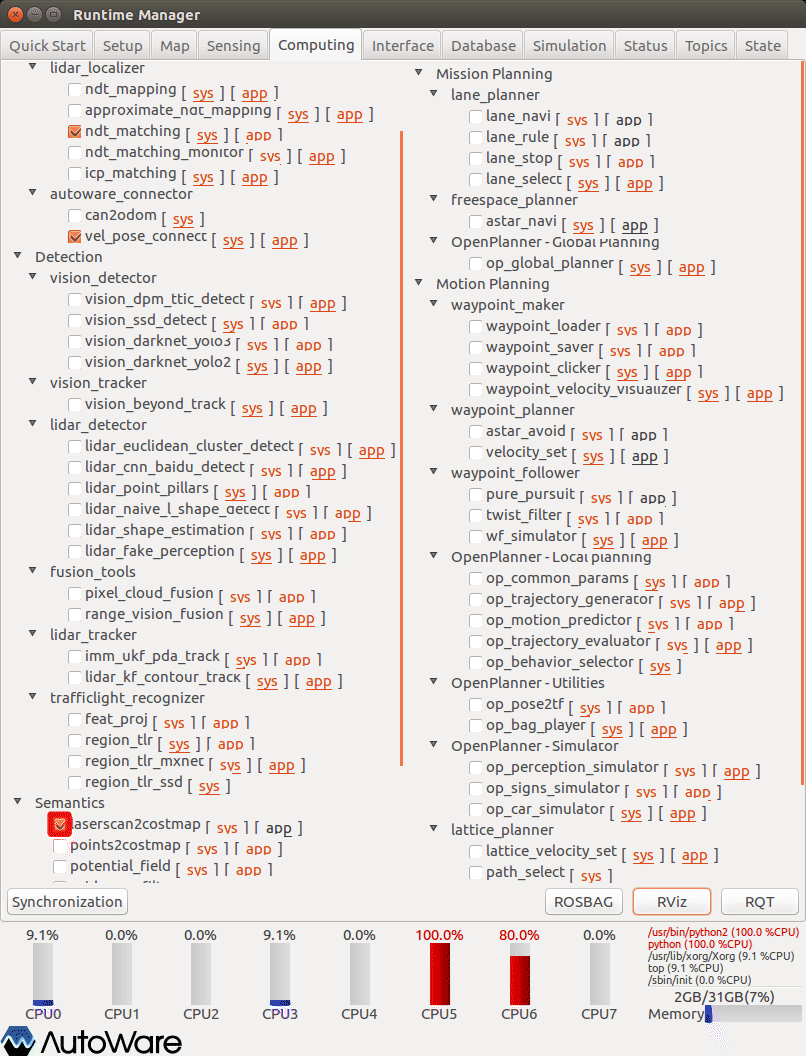 Runtime Manager
Quick Start Setup Map Sensing Computing Interface Database Simulation Status Topics State
lidar_localizer
ndt_mapping [ sys ] [ app ]
approximate_ndt_mapping [ sys ] [ app ]
ndt_matching [ sys ] [ app ]
ndt_matching_monitor [ sys ] [ app ]
icp_matching [ sys ] [ app ]
autoware_connector
can2odom [ sys ]
vel_pose_connect [ sys ] [ app ]
Detection
vision_detector
vision_dpm_ttic_detect [ sys ] [ app ]
vision_ssd_detect [ sys ] [ app ]
vision_darknet_yolo3 [ sys ] [ app ]
vision_darknet_yolo2 [ sys ] [ app ]
vision_tracker
vision_beyond_track [ sys ] [ app ]
lidar_detector
lidar_euclidean_cluster_detect [ sys ] [ app ]
lidar_cnn_baidu_detect [ sys ] [ app ]
lidar_point_pillars [ sys ] [ app ]
lidar_naive_l_shape_detect [ sys ] [ app ]
lidar_shape_estimation [ sys ] [ app ]
lidar_fake_perception [ sys ] [ app ]
fusion_tools
pixel_cloud_fusion [ sys ] [ app ]
range_vision_fusion [ sys ] [ app ]
lidar_tracker
imm_ukf_pda_track [ sys ] [ app ]
lidar_kf_contour_track [ sys ] [ app ]
trafficlight_recognizer
feat_proj [ sys ] [ app ]
region_tlr [ sys ] [ app ]
region_tlr_mxnet [ sys ] [ app ]
region_tlr_ssd [ sys ]
Semantics
laserscan2costmap [ sys ] [ app ]
points2costmap [ sys ] [ app ]
potential_field [ sys ] [ app ]
Mission Planning
lane_planner
lane_navi [ sys ] [ app ]
lane_rule [ sys ] [ app ]
lane_stop [ sys ] [ app ]
lane_select [ sys ] [ app ]
freespace_planner
astar_navi [ sys ] [ app ]
OpenPlanner - Global Planning
op_global_planner [ sys ] [ app ]
Motion Planning
waypoint_maker
waypoint_loader [ sys ] [ app ]
waypoint_saver [ sys ] [ app ]
waypoint_clicker [ sys ] [ app ]
waypoint_velocity_visualizer [ sys ] [ app ]
waypoint_planner
astar_avoid [ sys ] [ app ]
velocity_set [ sys ] [ app ]
waypoint_follower
pure_pursuit [ sys ] [ app ]
twist_filter [ sys ] [ app ]
wf_simulator [ sys ] [ app ]
OpenPlanner - Local planning
op_common_params [ sys ] [ app ]
op_trajectory_generator [ sys ] [ app ]
op_motion_predictor [ sys ] [ app ]
op_trajectory_evaluator [ sys ] [ app ]
op_behavior_selector [ sys ]
OpenPlanner - Utilities
op_pose2tf [ sys ] [ app ]
op_bag_player [ sys ] [ app ]
OpenPlanner - Simulator
op_perception_simulator [ sys ] [ app ]
op_signs_simulator [ sys ] [ app ]
op_car_simulator [ sys ] [ app ]
lattice_planner
lattice_velocity_set [ sys ] [ app ]
path_select [ sys ]
Synchronization ROSBAG RViz RQT
9.1% 0.0% 0.0% 9.1% 0.0% 100.0% 80.0% 0.0%
CPU0 CPU1 CPU2 CPU3 CPU4 CPU5 CPU6 CPU7
/usr/bin/python2 (100.0 %CPU)
python (100.0 %CPU)
/usr/lib/xorg/Xorg (9.1 %CPU)
top (9.1 %CPU)
/sbin/init (0.0 %CPU)
2GB/31GB(7%)
Memory
AutoWare